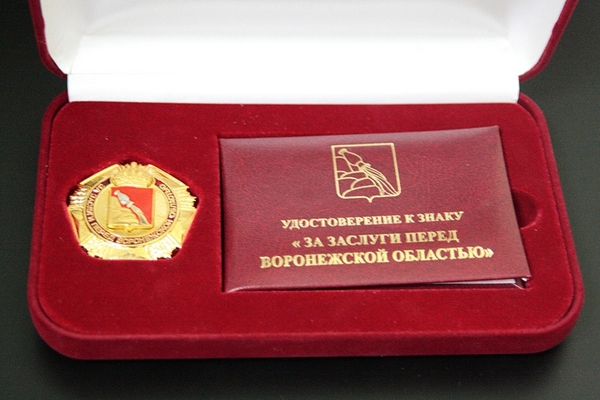 УДОСТОВЕРЕНИЕ К ЗНАКУ
« ЗА ЗАСЛУГИ ПЕРЕД
ВОРОНЕЖСКОЙ ОБЛАСТЬЮ»